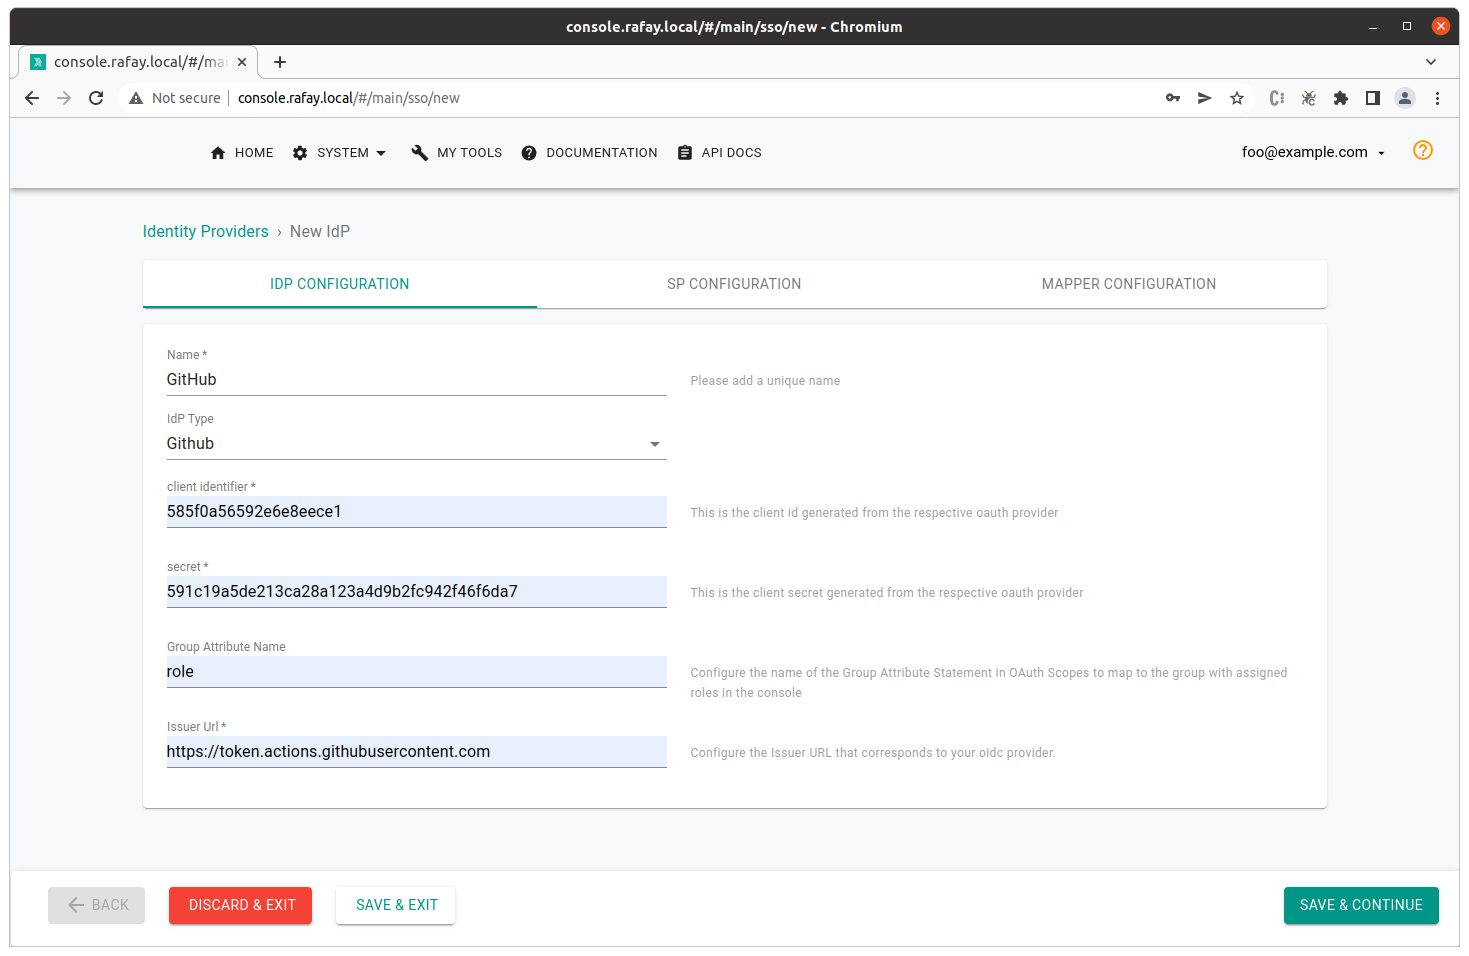 console.rafay.local/#/main/sso/new - Chromium
console.rafay.local/#/mai
Not secure console.rafay.local/#/main/sso/new
HOME SYSTEM MY TOOLS DOCUMENTATION API DOCS foo@example.com
Identity Providers › New IdP
IDP CONFIGURATION SP CONFIGURATION MAPPER CONFIGURATION
Name *
GitHub Please add a unique name
IdP Type
Github
client identifier *
585f0a56592e6e8eece1 This is the client id generated from the respective oauth provider
secret *
591c19a5de213ca28a123a4d9b2fc942f46f6da7 This is the client secret generated from the respective oauth provider
Group Attribute Name
role Configure the name of the Group Attribute Statement in OAuth Scopes to map to the group with assigned
roles in the console
Issuer Url *
https://token.actions.githubusercontent.com Configure the Issuer URL that corresponds to your oidc provider.
BACK DISCARD & EXIT SAVE & EXIT SAVE & CONTINUE